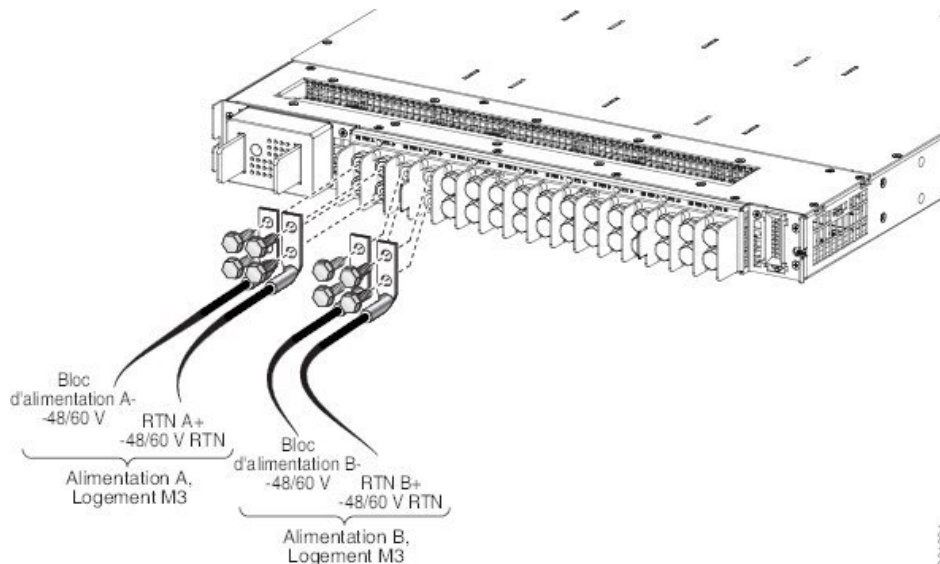 Bloc
d'alimentation A-
-48/60 V
RTN A+
-48/60 V RTN
Alimentation A,
Logement M3
Bloc
d'alimentation B-
-48/60 V
RTN B+
-48/60 V RTN
Alimentation B,
Logement M3